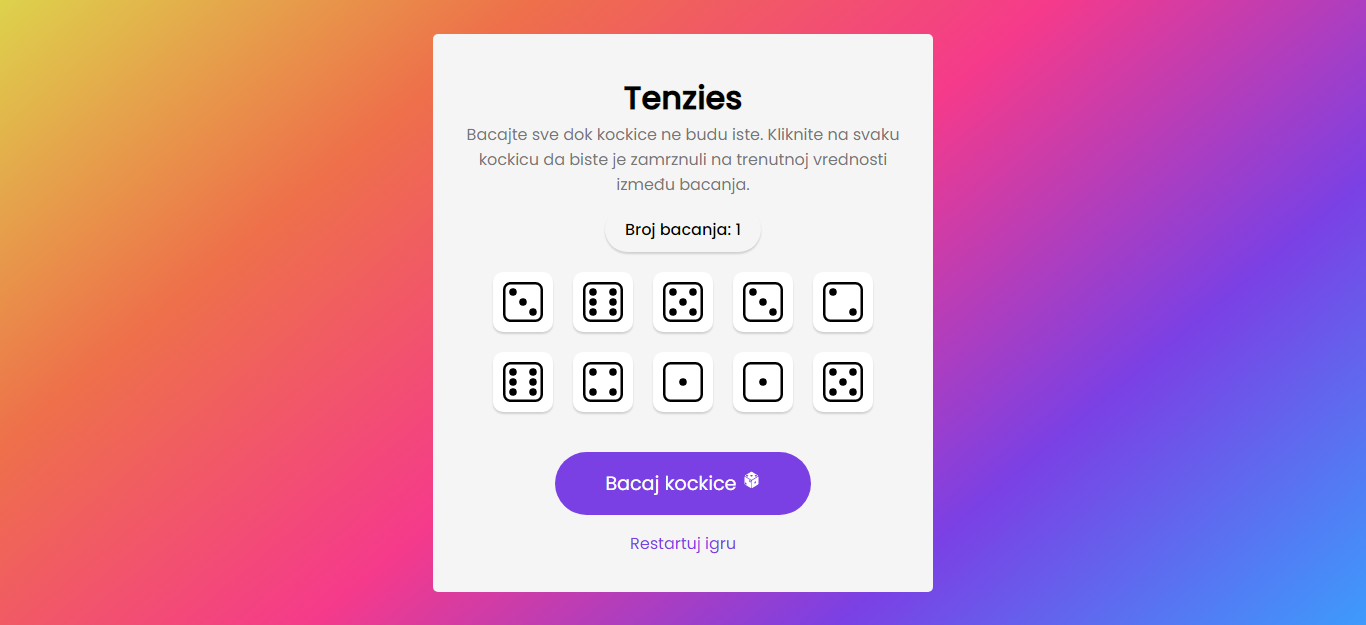 Tenzies
Bacajte sve dok kockice ne budu iste. Kliknite na svaku
kockicu da biste je zamrznuli na trenutnoj vrednosti
između bacanja.
Broj bacanja: 1
Bacaj kockice
Restartuj igru